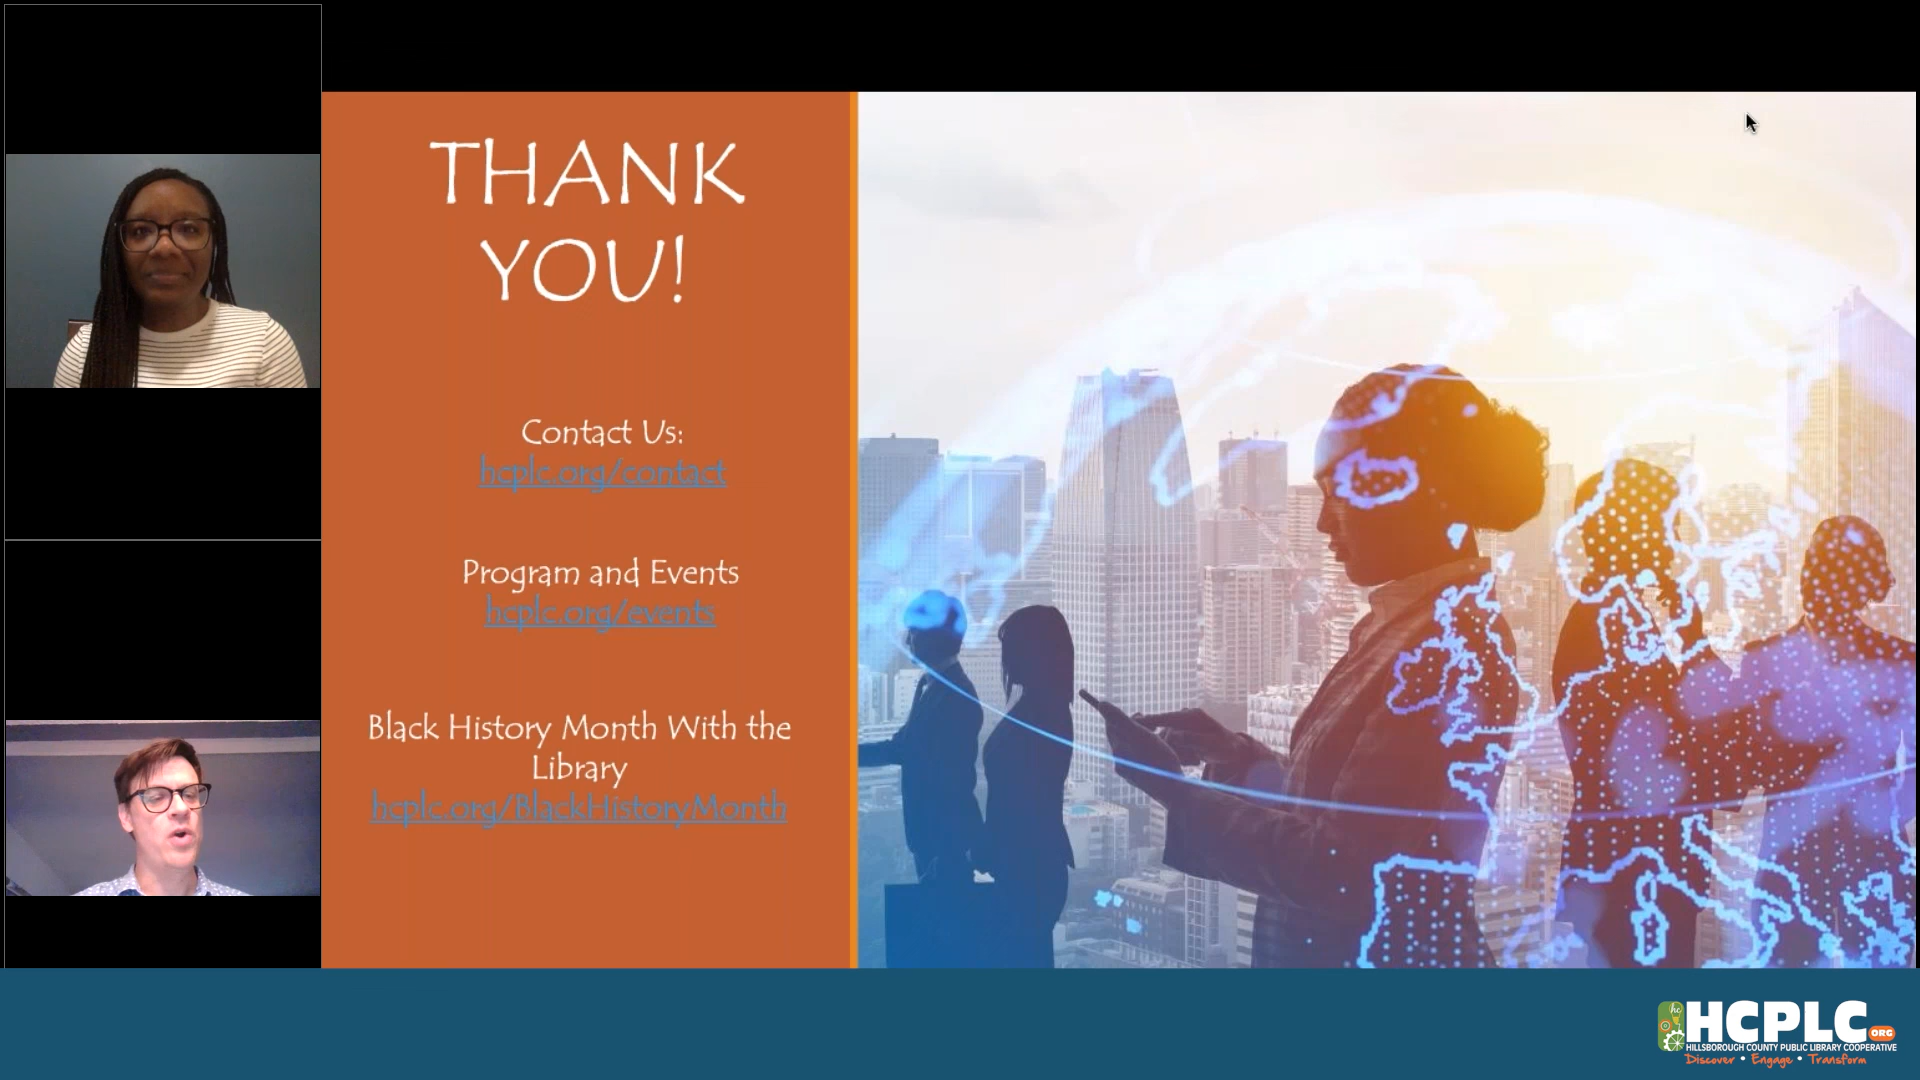 THANK
YOU!
Contact Us:
hcplc.org/contact
Program and Events
hcplc.org/events
Black History Month With the
Library
hcplc.org/BlackHistoryMonth
hc
HCPLC.ORG
HILLSBOROUGH COUNTY PUBLIC LIBRARY COOPERATIVE
Discover • Engage • Transform